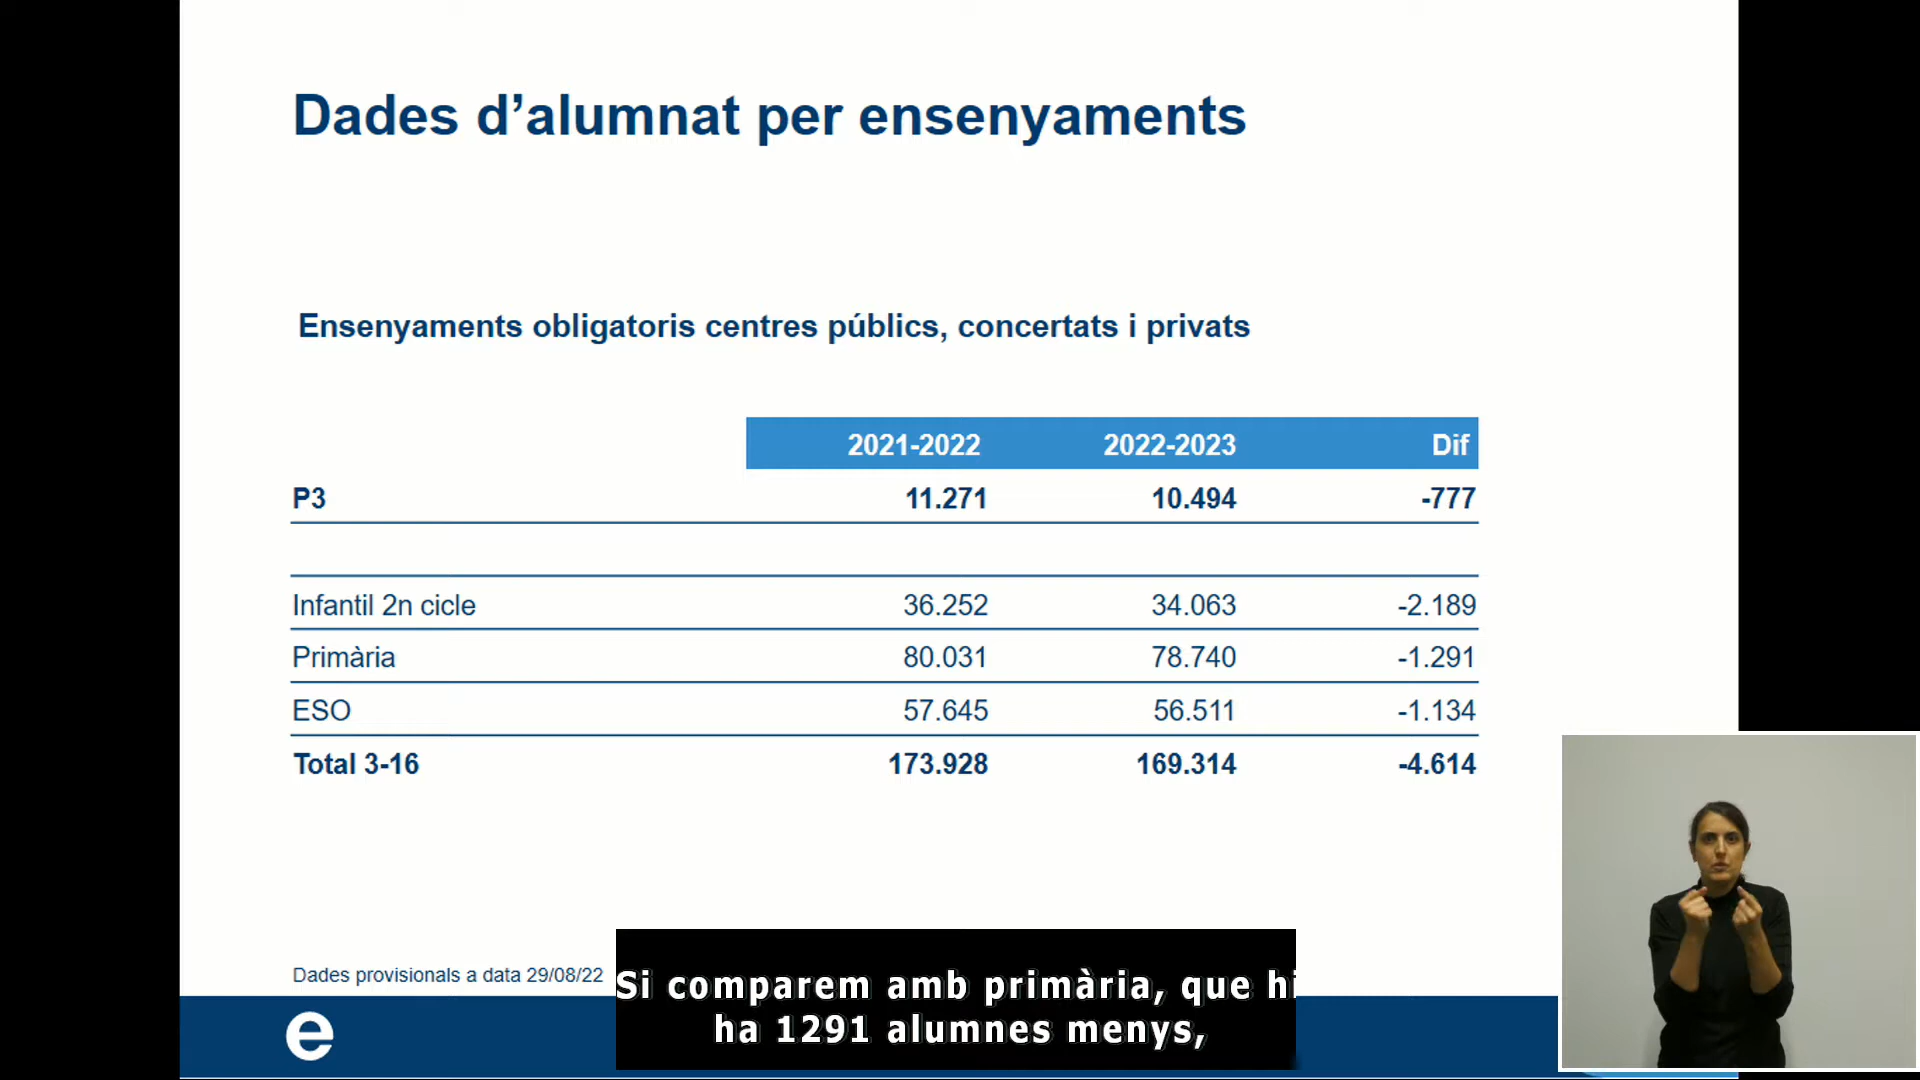 Dades d’alumnat per ensenyaments
Ensenyaments obligatoris centres públics, concertats i privats
2021-2022 2022-2023 Dif
P3 11.271 10.494 -777
Infantil 2n cicle 36.252 34.063 -2.189
Primària 80.031 78.740 -1.291
ESO 57.645 56.511 -1.134
Total 3-16 173.928 169.314 -4.614
Dades provisionals a data 29/08/22
Si comparem amb primària, que hi
ha 1291 alumnes menys,
e